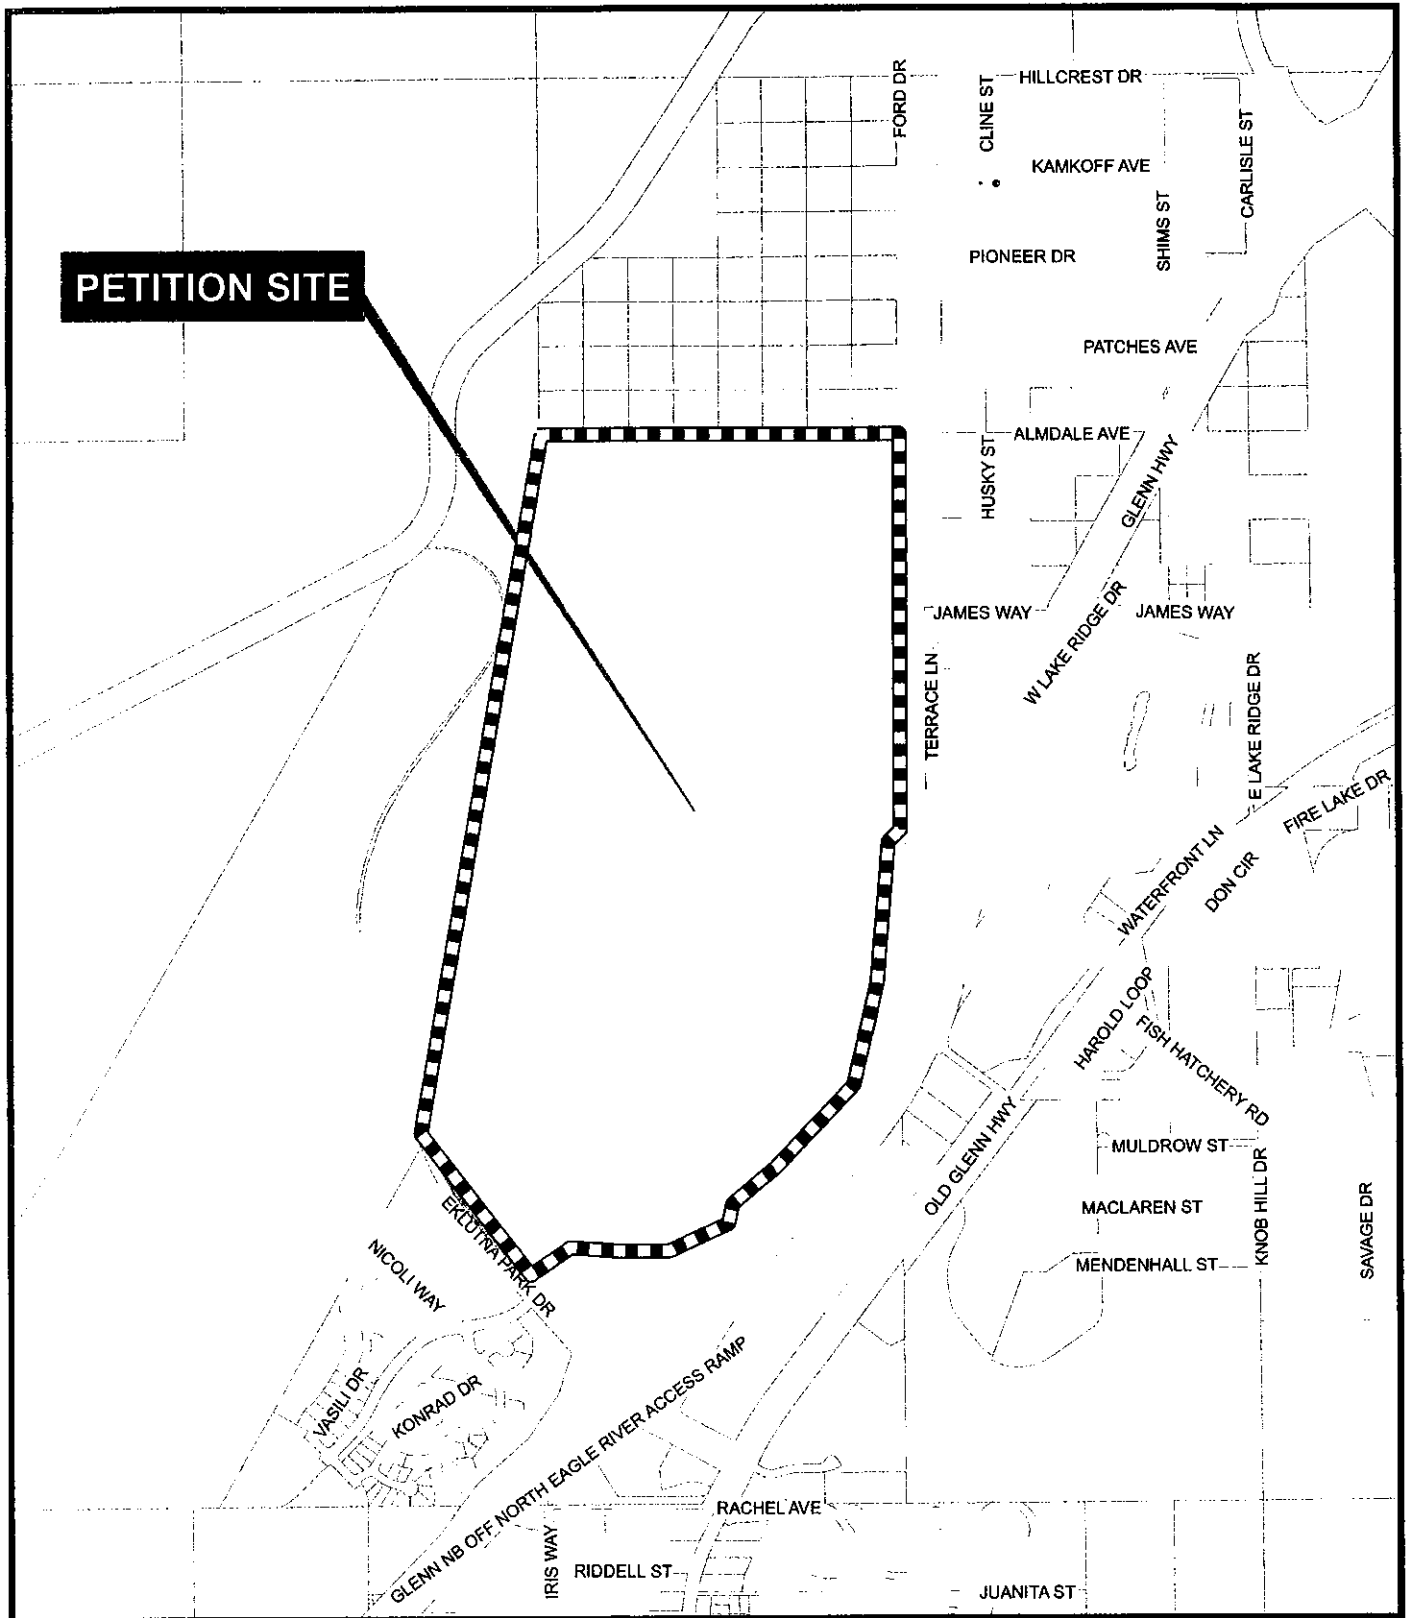 HILLCREST DR
FORD DR
CLINE ST
CARLISLE ST
KAMKOFF AVE
SHIMS ST
PIONEER DR
PETITION SITE
PATCHES AVE
ALMDALE AVE
HUSKY ST
GLENN HWY
JAMES WAY
JAMES WAY
W LAKE RIDGE DR
TERRACE LN
E LAKE RIDGE DR
FIRE LAKE DR
WATERFRONT LN
DON CIR
HAROLD LOOP
FISH HATCHERY RD
OLD GLENN HWY
MULDROW ST
MACLAREN ST
KNOB HILL DR
SAVAGE DR
MENDENHALL ST
EKLUTNA PARK DR
NICOLI WAY
VASILI DR
KONRAD DR
GLENN NB OFF NORTH EAGLE RIVER ACCESS RAMP
RACHEL AVE
IRIS WAY
RIDDELL ST
JUANITA ST